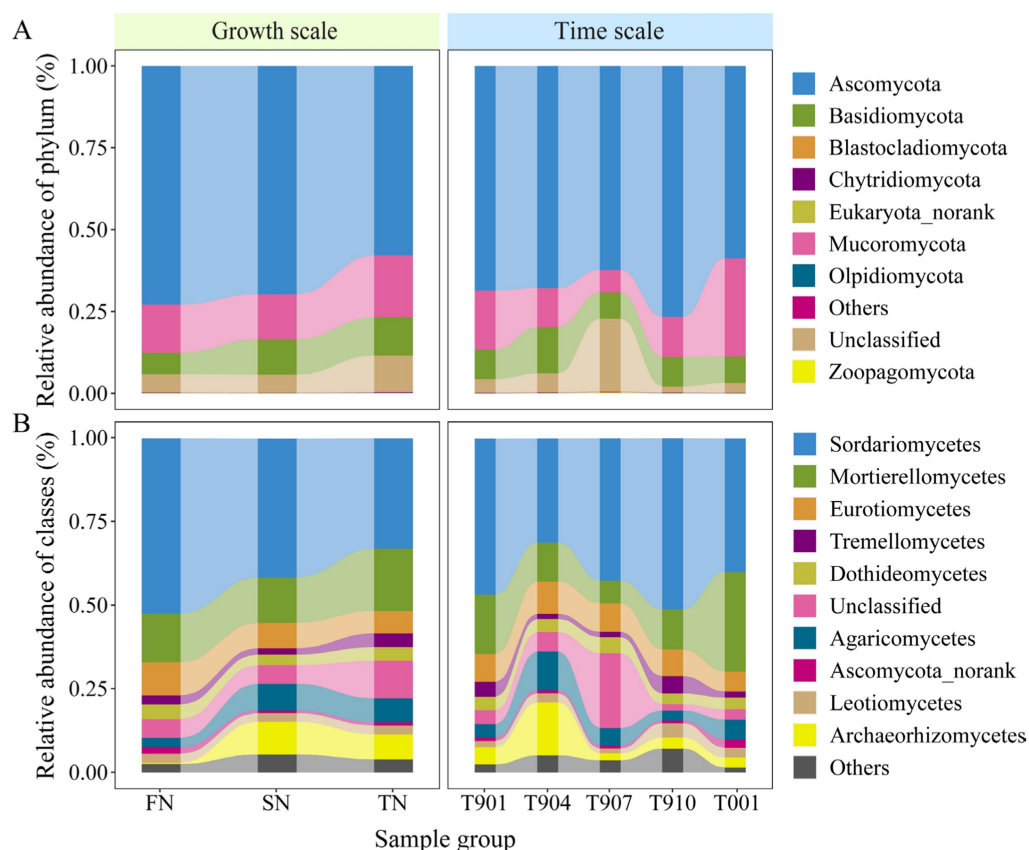 A
Growth scale
Time scale
Relative abundance of phylum (%)
1.00
0.75
0.50
0.25
0.00
Ascomycota
Basidiomycota
Blastocladiomycota
Chytridiomycota
Eukaryota_norank
Mucoromycota
Olpidiomycota
Others
Unclassified
Zoopagomycota
B
Relative abundance of classes (%)
1.00
0.75
0.50
0.25
0.00
Sordariomycetes
Mortierellomycetes
Eurotiomycetes
Tremellomycetes
Dothideomycetes
Unclassified
Agaricomycetes
Ascomycota_norank
Leotiomycetes
Archaeorhizomycetes
Others
FN SN TN T901 T904 T907 T910 T001
Sample group